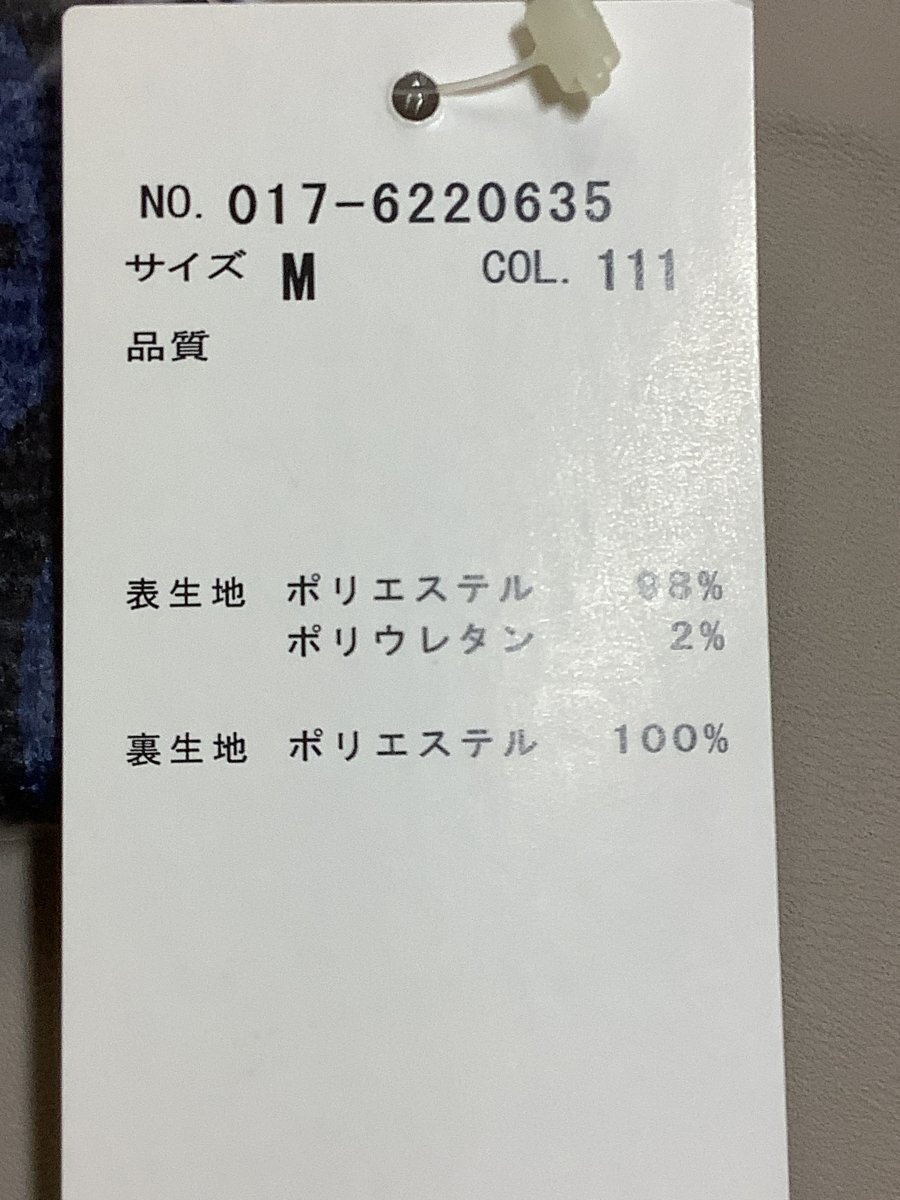 NO. 017-6220635
サイズ M COL. 111
品質
表生地 ポリエステル 98%
ポリウレタン 2%
裏生地 ポリエステル 100%